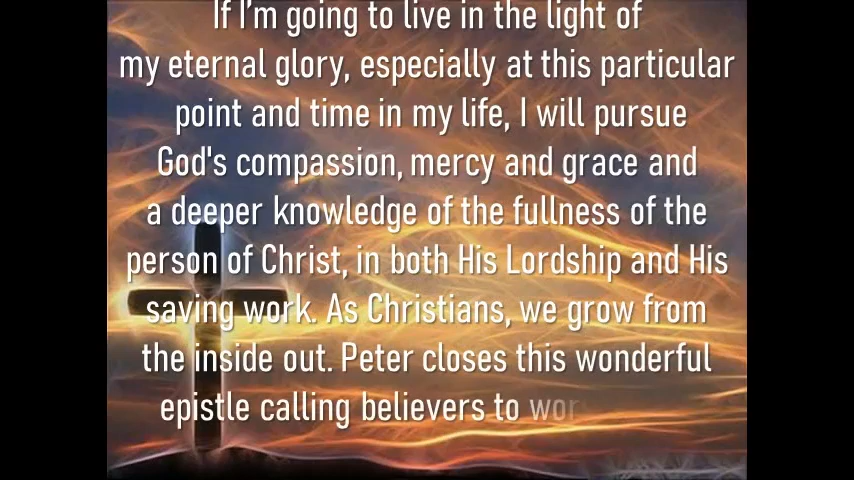 If I'm going to live in the light of
my eternal glory, especially at this particular
point and time in my life, I will pursue
God's compassion, mercy and grace and
a deeper knowledge of the fullness of the
person of Christ, in both His Lordship and His
saving work. As Christians, we grow from
the inside out. Peter closes this wonderful
epistle calling believers to